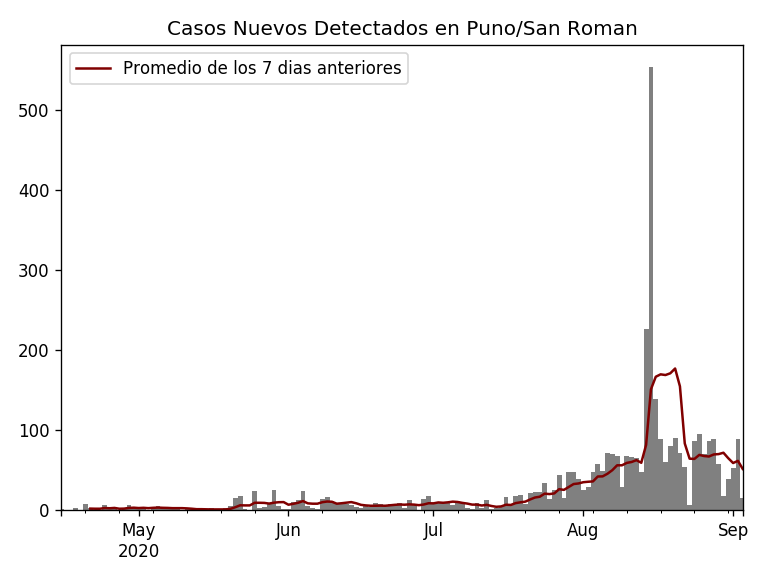 Casos Nuevos Detectados en Puno/San Roman
Promedio de los 7 dias anteriores
500
400
300
200
100
0
May
2020
Jun
Jul
Aug
Sep